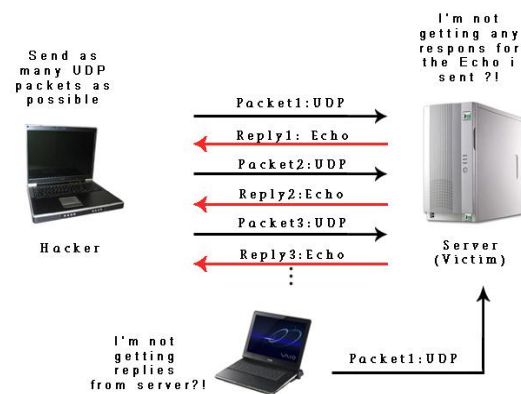 Send as
many UDP
packets as
possible
Hacker
Packet1:UDP
Reply1: Echo
Packet2:UDP
Reply2:Echo
Packet3:UDP
Reply3:Echo
I'm not
getting any
respons for
the Echo i
sent ?!
Server
(Victim)
I'm not
getting
replies
from server?!
Packet1:UDP